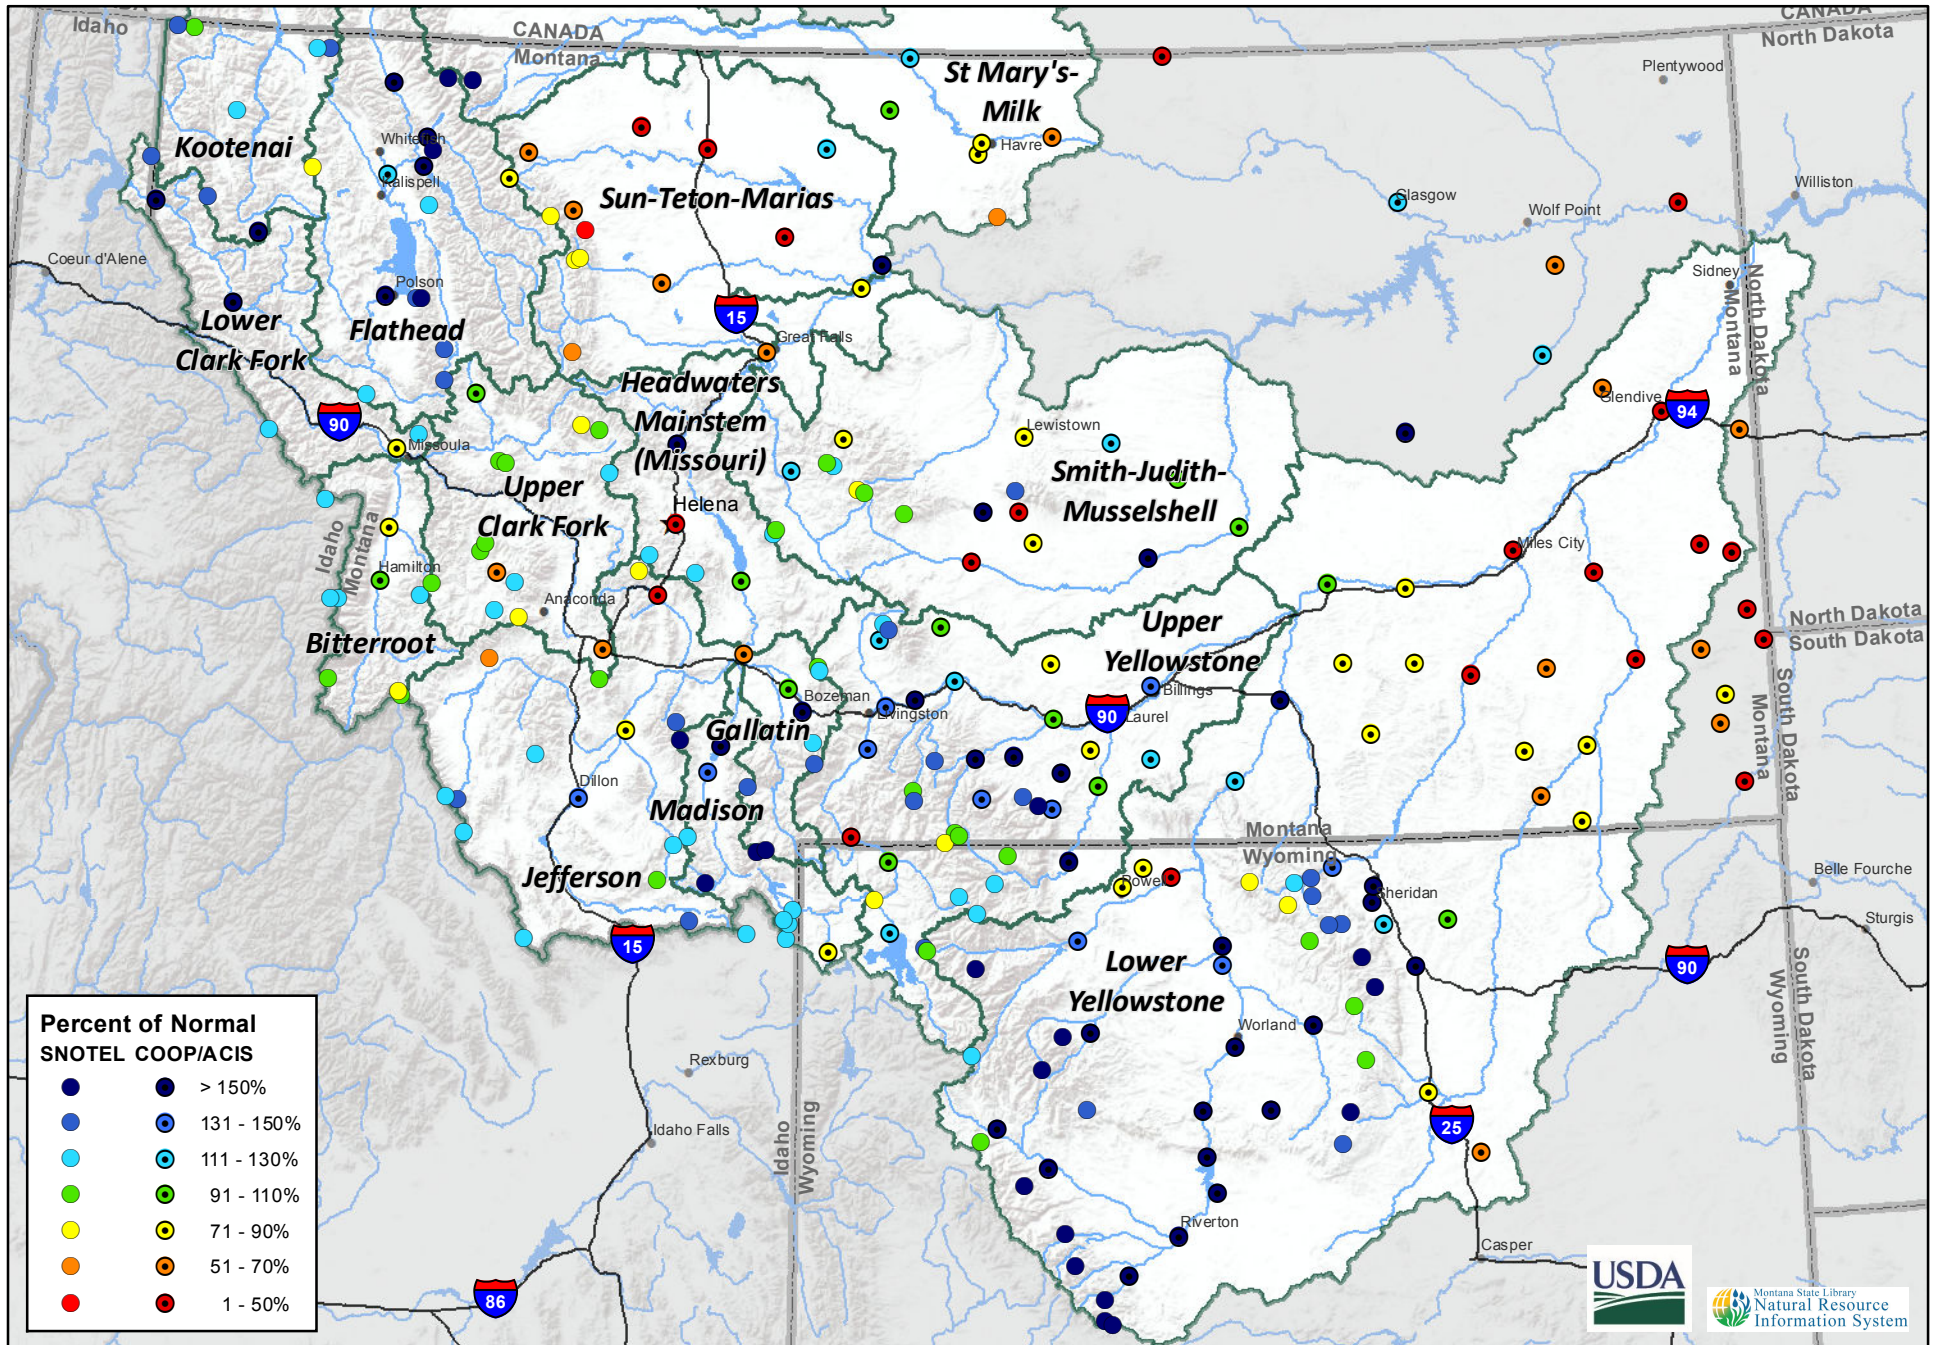 CANADA
Idaho
CANADA
Montana
CANADA
North Dakota
St Mary's-
Milk
Plentywood
Kootenai
Whitefish
Havre
Kalispell
Sun-Teton-Marias
Glasgow
Wolf Point
Williston
Coeur d'Alene
Polson
Sidney
North Dakota
Montana
Lower
Clark Fork
Flathead
15
Great Falls
Headwaters
Mainstem
(Missouri)
Glendive
94
90
Missoula
Lewistown
Smith-Judith-
Musselshell
Upper
Clark Fork
Helena
Idaho
Montana
Miles City
Hamilton
Anaconda
Bitterroot
Upper
Yellowstone
North Dakota
South Dakota
Bozeman
Livingston
Billings
90
Laurel
South Dakota
Montana
Gallatin
Dillon
Madison
Montana
Wyoming
Jefferson
Powell
Sheridan
Belle Fourche
Sturgis
15
Lower
Yellowstone
90
South Dakota
Wyoming
Worland
Rexburg
Idaho Falls
Idaho
Wyoming
25
Riverton
Casper
86
Percent of Normal
SNOTEL COOP/ACIS
> 150%
131 - 150%
111 - 130%
91 - 110%
71 - 90%
51 - 70%
1 - 50%
USDA
Montana State Library
Natural Resource
Information System